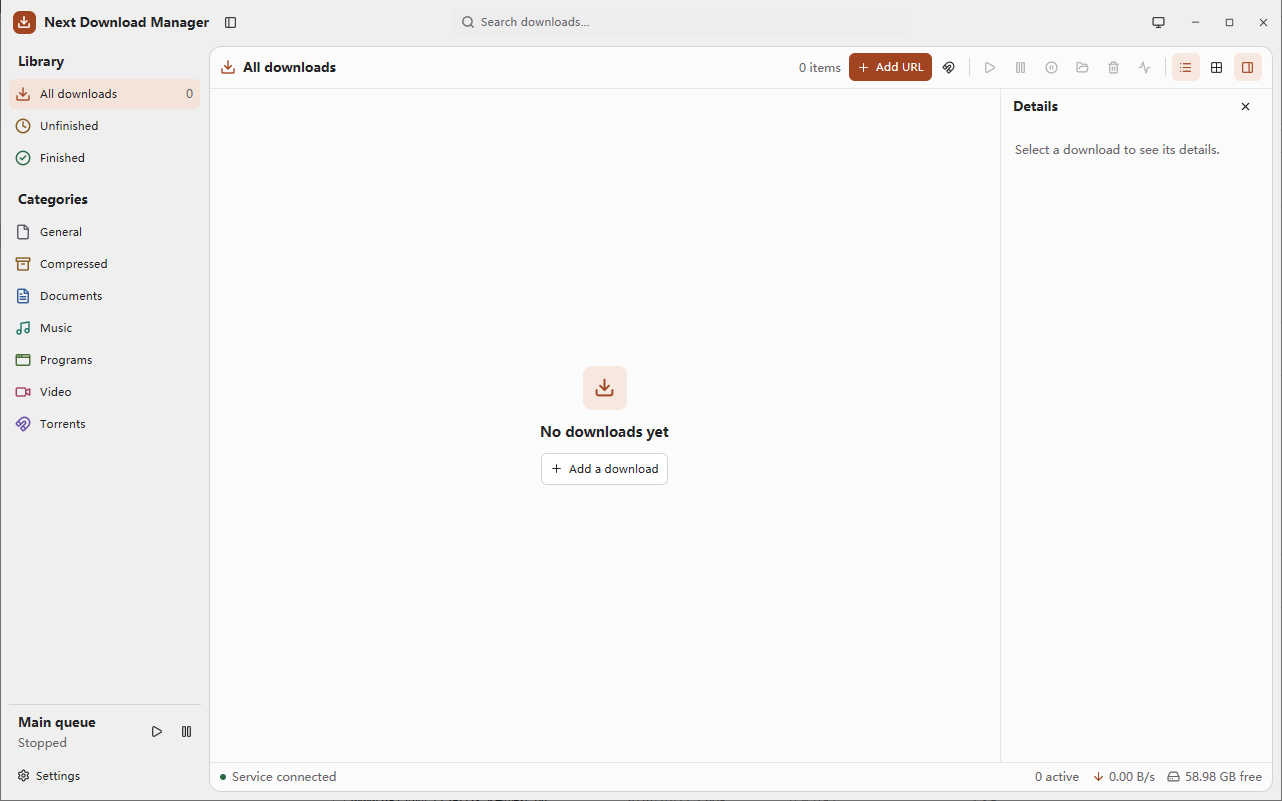 Next Download Manager
Search downloads...
Library
All downloads 0
Unfinished
Finished
Categories
General
Compressed
Documents
Music
Programs
Video
Torrents
Main queue
Stopped
Settings
All downloads
0 items
Add URL
No downloads yet
Add a download
Details
Select a download to see its details.
Service connected
0 active
0.00 B/s
58.98 GB free